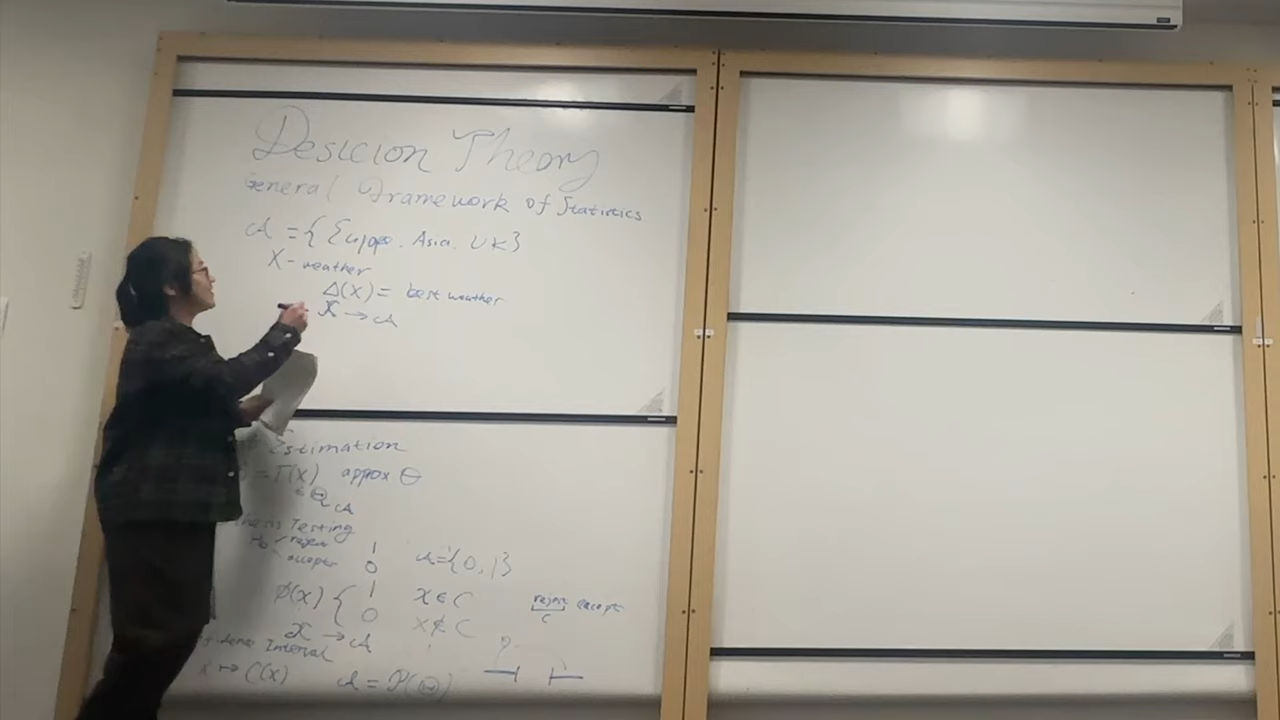 Desicion Theory
General Framework of Statistics
𝒜 = { Europe, Asia, UK}
X - weather
Δ(X) = best weather
𝒳 → 𝒜
Estimation
= T(X) approx Θ
𝒜
Testing
H₀ reject 1
accept 0 𝒜 = {0, 1}
ϕ(x) { 1 x ∈ C
0 x ∉ C
reject accept
C
𝒳 → 𝒜
Interval
x ↦ C(x) 𝒜 = 𝒫(Θ)